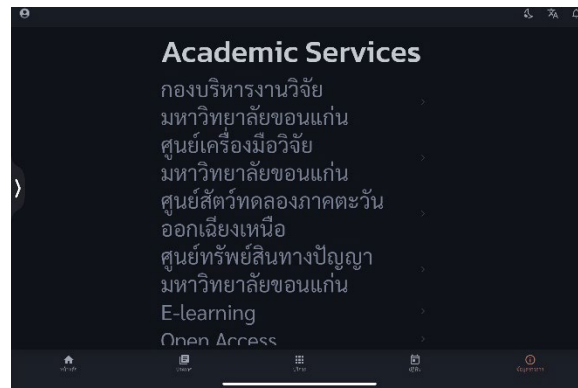 Academic Services
กองบริหารงานวิจัย
มหาวิทยาลัยขอนแก่น
ศูนย์เครื่องมือวิจัย
มหาวิทยาลัยขอนแก่น
ศูนย์สัตว์ทดลองภาคตะวัน
ออกเฉียงเหนือ
ศูนย์ทรัพย์สินทางปัญญา
มหาวิทยาลัยขอนแก่น
E-learning
Open Access